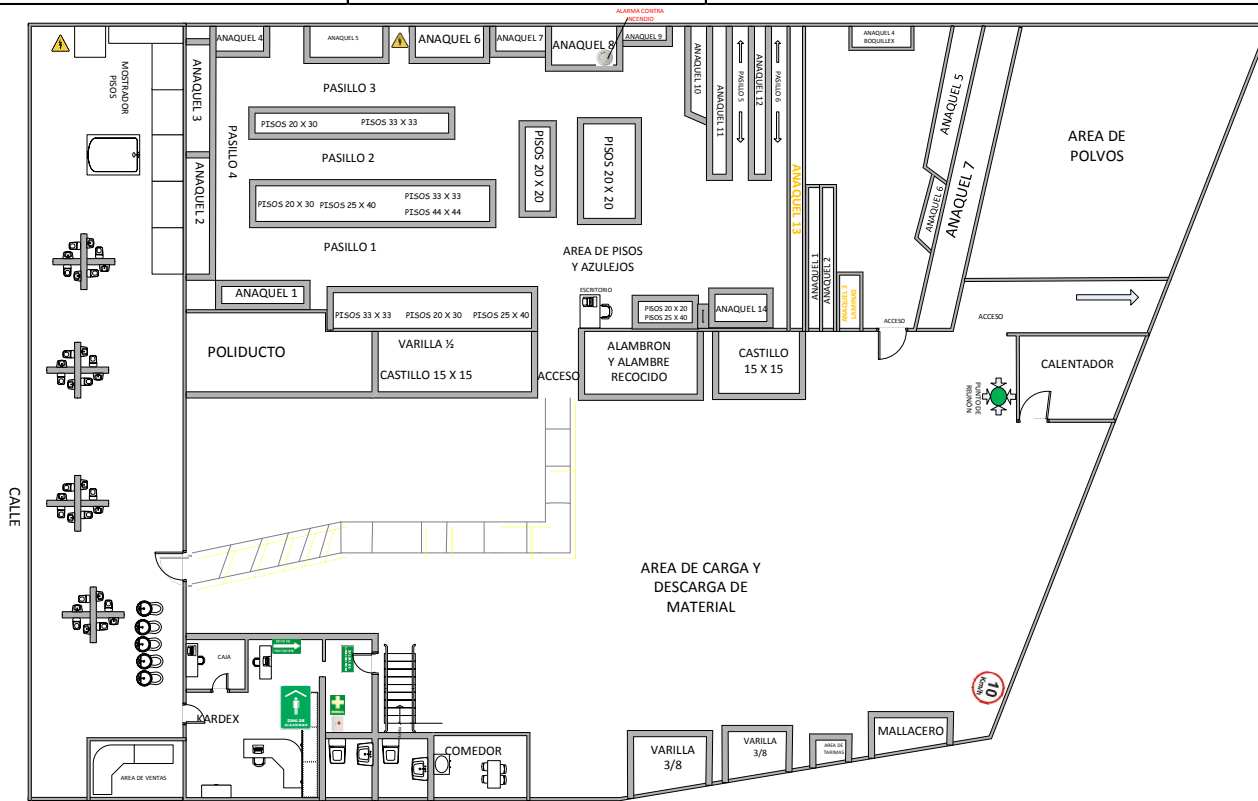 ALARMA CONTRA
INCENDIO
ANAQUEL 4
ANAQUEL 5
ANAQUEL 6
ANAQUEL 7
ANAQUEL 8
ANAQUEL 9
ANAQUEL 4
BOQUILLEX
MOSTRADOR
PISOS
ANAQUEL 3
PASILLO 3
ANAQUEL 10
ANAQUEL 11
PASILLO 5
ANAQUEL 12
PASILLO 6
ANAQUEL 5
AREA DE
POLVOS
PISOS 20 X 30
PISOS 33 X 33
PASILLO 4
PASILLO 2
PISOS 20 X 20
PISOS 20 X 20
ANAQUEL 2
PISOS 20 X 30
PISOS 25 X 40
PISOS 33 X 33
PISOS 44 X 44
ANAQUEL 13
ANAQUEL 6
ANAQUEL 7
PASILLO 1
AREA DE PISOS
Y AZULEJOS
ANAQUEL 1
ANAQUEL 2
ANAQUEL 3
LAMINAS
ANAQUEL 1
ESCRITORIO
PISOS 33 X 33
PISOS 20 X 30
PISOS 25 X 40
PISOS 20 X 20
PISOS 25 X 40
ANAQUEL 14
ACCESO
ACCESO
POLIDUCTO
VARILLA ½
CASTILLO 15 X 15
ACCESO
ALAMBRON
Y ALAMBRE
RECOCIDO
CASTILLO
15 X 15
CALENTADOR
PUNTO DE
REUNIÓN
CALLE
AREA DE CARGA Y
DESCARGA DE
MATERIAL
CAJA
KARDEX
ZONA DE
SEGURIDAD
10
Km/h
AREA DE VENTAS
COMEDOR
VARILLA
3/8
VARILLA
3/8
AREA DE
TARIMAS
MALLACERO